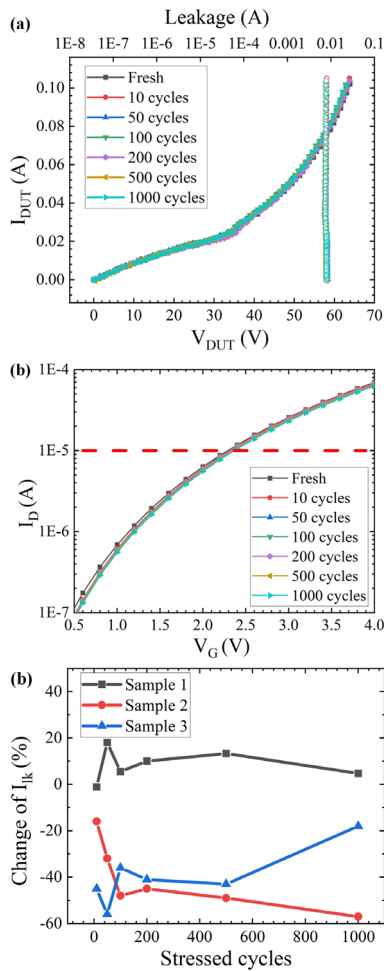 (a)
Leakage (A)
1E-8 1E-7 1E-6 1E-5 1E-4 0.001 0.01 0.1
Fresh
10 cycles
50 cycles
100 cycles
200 cycles
500 cycles
1000 cycles
I_DUT (A)
0.10
0.08
0.06
0.04
0.02
0.00
0 10 20 30 40 50 60 70
V_DUT (V)
(b)
I_D (A)
1E-4
1E-5
1E-6
1E-7
Fresh
10 cycles
50 cycles
100 cycles
200 cycles
500 cycles
1000 cycles
0.5 1.0 1.5 2.0 2.5 3.0 3.5 4.0
V_G (V)
(b)
Sample 1
Sample 2
Sample 3
Change of I_lk (%)
40
20
0
-20
-40
-60
0 200 400 600 800 1000
Stressed cycles